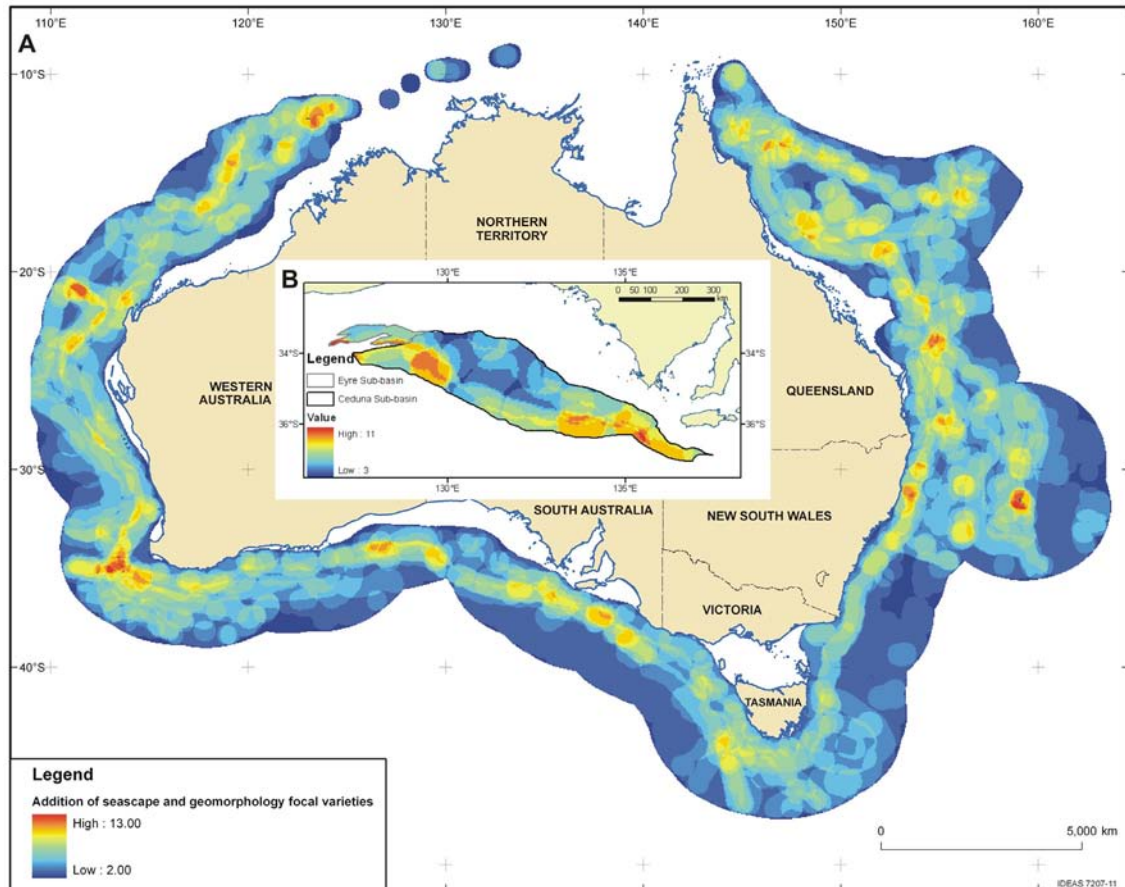 110°E 120°E 130°E 140°E 150°E 160°E
A
10°S
20°S
30°S
40°S
NORTHERN
TERRITORY
WESTERN
AUSTRALIA
QUEENSLAND
SOUTH AUSTRALIA
NEW SOUTH WALES
VICTORIA
TASMANIA
B
130°E 135°E
0 50 100 200 300
km
34°S 34°S
36°S 36°S
Legend
Eyre Sub-basin
Ceduna Sub-basin
Value
High : 11
Low : 3
130°E 135°E
Legend
Addition of seascape and geomorphology focal varieties
High : 13.00
Low : 2.00
0 5,000 km
IDEAS 7207-11